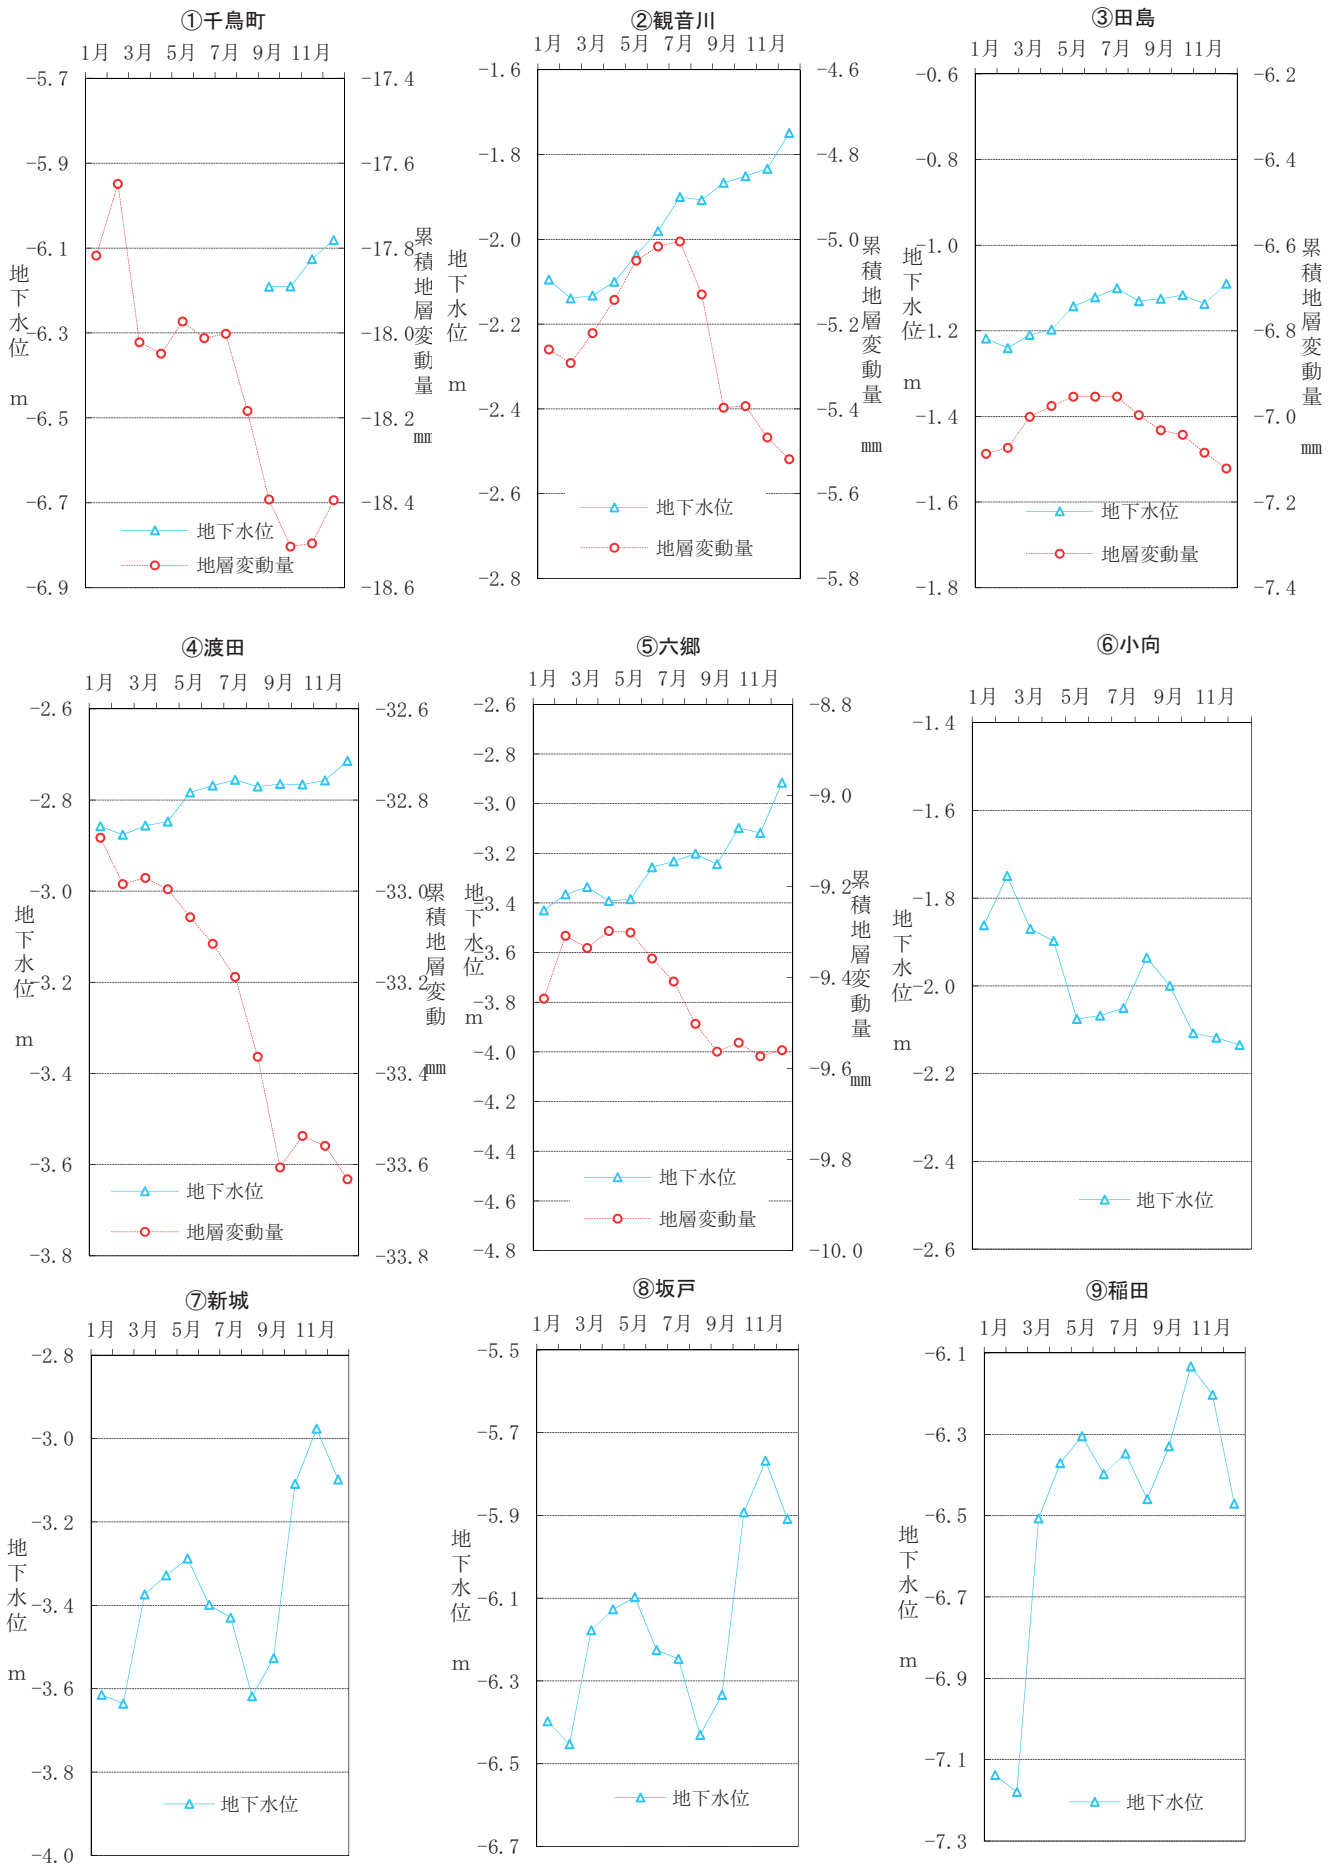 ①千鳥町
1月 3月 5月 7月 9月 11月
-5.7
-5.9
-6.1
-6.3
-6.5
-6.7
-6.9
地下水位 m
-17.4
-17.6
-17.8
-18.0
-18.2
-18.4
-18.6
累積地層変動量 mm
地下水位
地層変動量
②観音川
1月 3月 5月 7月 9月 11月
-1.6
-1.8
-2.0
-2.2
-2.4
-2.6
-2.8
地下水位 m
-4.6
-4.8
-5.0
-5.2
-5.4
-5.6
-5.8
累積地層変動量 mm
地下水位
地層変動量
③田島
1月 3月 5月 7月 9月 11月
-0.6
-0.8
-1.0
-1.2
-1.4
-1.6
-1.8
地下水位 m
-6.2
-6.4
-6.6
-6.8
-7.0
-7.2
-7.4
累積地層変動量 mm
地下水位
地層変動量
④渡田
1月 3月 5月 7月 9月 11月
-2.6
-2.8
-3.0
-3.2
-3.4
-3.6
-3.8
地下水位 m
-32.6
-32.8
-33.0
-33.2
-33.4
-33.6
-33.8
累積地層変動 mm
地下水位
地層変動量
⑤六郷
1月 3月 5月 7月 9月 11月
-2.6
-2.8
-3.0
-3.2
-3.4
-3.6
-3.8
-4.0
-4.2
-4.4
-4.6
-4.8
地下水位 m
-8.8
-9.0
-9.2
-9.4
-9.6
-9.8
-10.0
累積地層変動量 mm
地下水位
地層変動量
⑥小向
1月 3月 5月 7月 9月 11月
-1.4
-1.6
-1.8
-2.0
-2.2
-2.4
-2.6
地下水位 m
地下水位
⑦新城
1月 3月 5月 7月 9月 11月
-2.8
-3.0
-3.2
-3.4
-3.6
-3.8
-4.0
地下水位 m
地下水位
⑧坂戸
1月 3月 5月 7月 9月 11月
-5.5
-5.7
-5.9
-6.1
-6.3
-6.5
-6.7
地下水位 m
地下水位
⑨稲田
1月 3月 5月 7月 9月 11月
-6.1
-6.3
-6.5
-6.7
-6.9
-7.1
-7.3
地下水位 m
地下水位